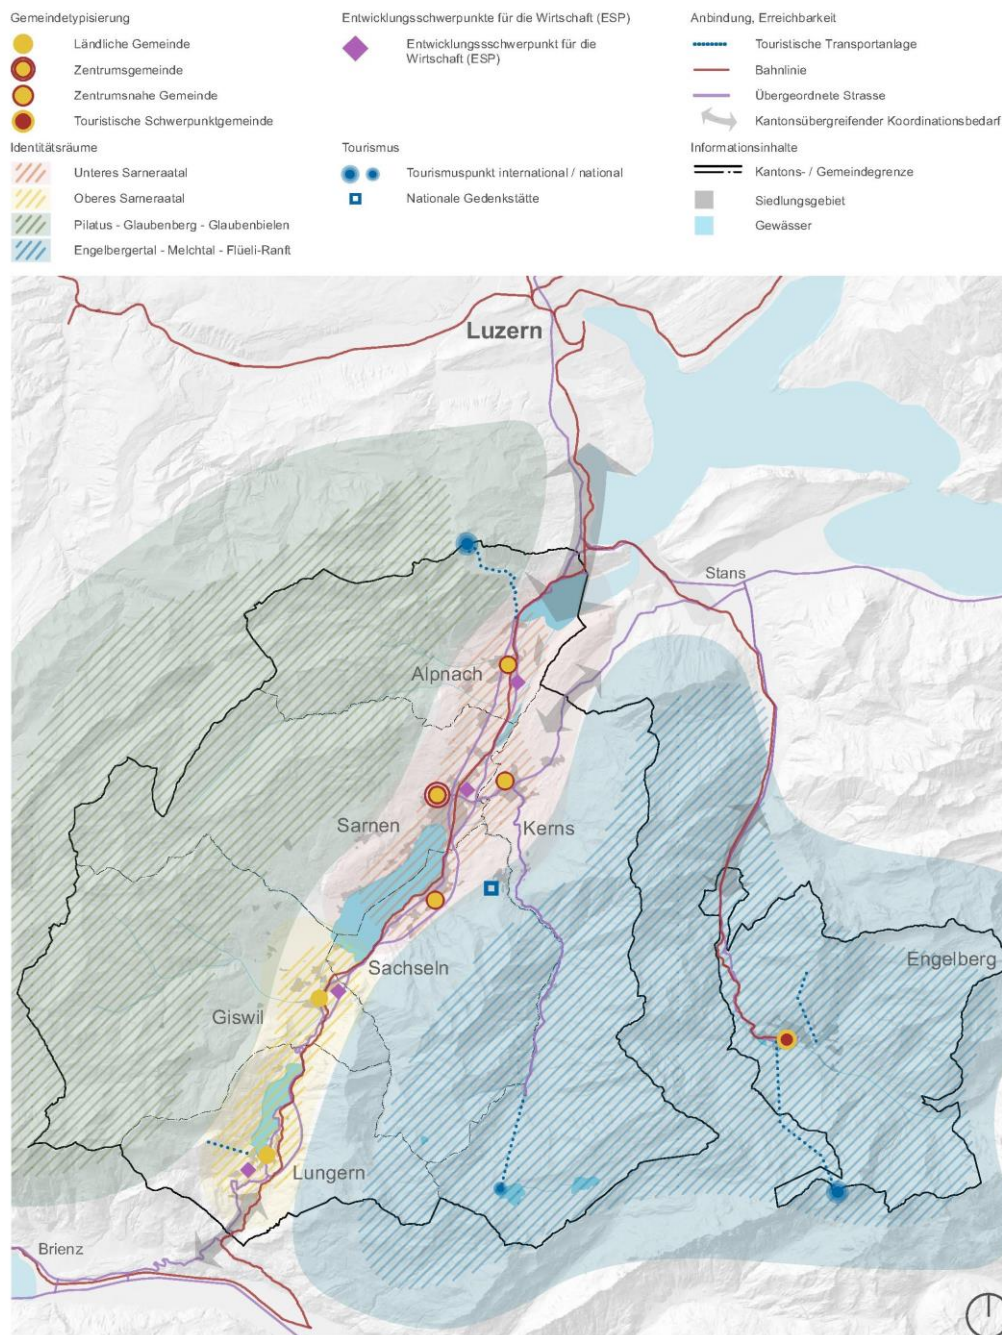 Gemeindetypisierung
Ländliche Gemeinde
Zentrumsgemeinde
Zentrumsnahe Gemeinde
Touristische Schwerpunktgemeinde
Entwicklungsschwerpunkte für die Wirtschaft (ESP)
Entwicklungssschwerpunkt für die
Wirtschaft (ESP)
Anbindung, Erreichbarkeit
Touristische Transportanlage
Bahnlinie
Übergeordnete Strasse
Kantonsübergreifender Koordinationsbedarf
Identitätsräume
Unteres Sarneraatal
Oberes Sarneraatal
Pilatus - Glaubenberg - Glaubenbielen
Engelbergertal - Melchtal - Flüeli-Ranft
Tourismus
Tourismuspunkt international / national
Nationale Gedenkstätte
Informationsinhalte
Kantons- / Gemeindegrenze
Siedlungsgebiet
Gewässer
Luzern
Stans
Alpnach
Sarnen
Kerns
Sachseln
Engelberg
Giswil
Lungern
Brienz